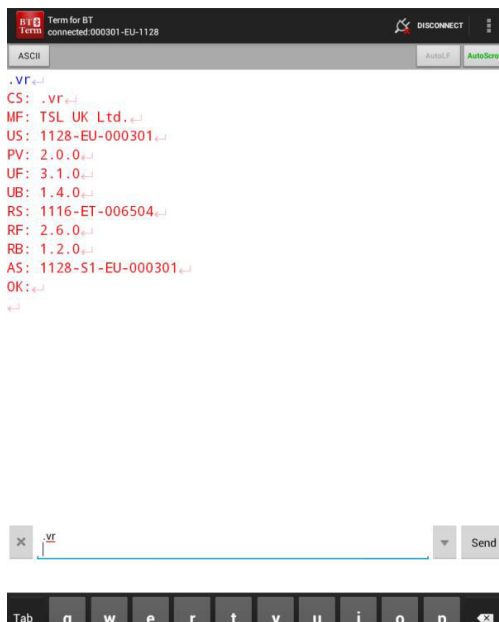 BT Term
Term for BT
connected:000301-EU-1128
DISCONNECT
ASCII
AutoLF
AutoScro
.vr
CS: .vr
MF: TSL UK Ltd.
US: 1128-EU-000301
PV: 2.0.0
UF: 3.1.0
UB: 1.4.0
RS: 1116-ET-006504
RF: 2.6.0
RB: 1.2.0
AS: 1128-S1-EU-000301
OK:
.vr
Send
Tab q w e r t y u i o p